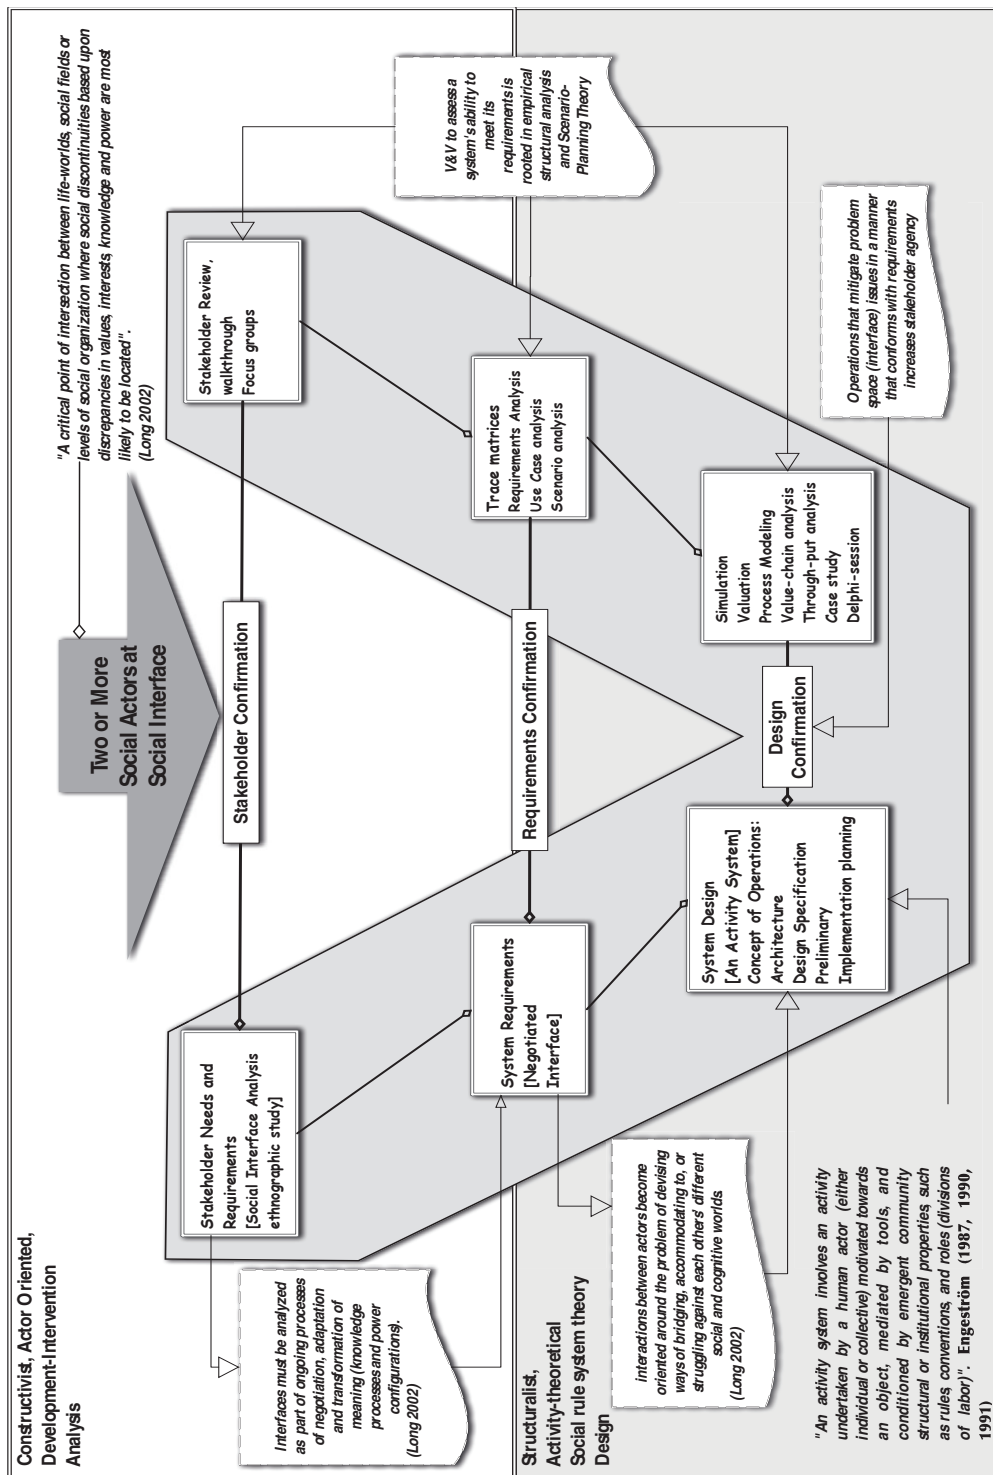 Constructivist, Actor Oriented,
Development-Intervention
Analysis
Two or More
Social Actors at
Social Interface
"A critical point of intersection between life-worlds, social fields or
levels of social organization where social discontinuities based upon
discrepancies in values, interests, knowledge and power are most
likely to be located".
(Long 2002)
Stakeholder Needs and
Requirements
[Social Interface Analysis
ethnographic study]
Stakeholder Confirmation
Stakeholder Review,
walkthrough
Focus groups
Interfaces must be analyzed
as part of ongoing processes
of negotiation, adaptation
and transformation of
meaning (knowledge
processes and power
configurations).
(Long 2002)
System Requirements
[Negotiated
Interface]
Requirements Confirmation
Trace matrices
Requirements Analysis
Use Case analysis
Scenario analysis
V&V to assess a
system's ability to
meet its
requirements is
rooted in empirical
structural analysis
and Scenario-
Planning Theory
Structuralist,
Activity-theoretical
Social rule system theory
Design
interactions between actors become
oriented around the problem of devising
ways of bridging, accommodating to, or
struggling against each others' different
social and cognitive worlds
(Long 2002)
System Design
[An Activity System]
Concept of Operations:
Architecture
Design Specification
Preliminary
Implementation planning
Design
Confirmation
Simulation
Valuation
Process Modeling
Value-chain analysis
Through-put analysis
Case study
Delphi-session
Operations that mitigate problem
space (interface) issues in a manner
that conforms with requirements
increases stakeholder agency
"An activity system involves an activity
undertaken by a human actor (either
individual or collective) motivated towards
an object, mediated by tools, and
conditioned by emergent community
structural or institutional properties, such
as rules, conventions, and roles (divisions
of labor)". Engeström (1987, 1990,
1991)